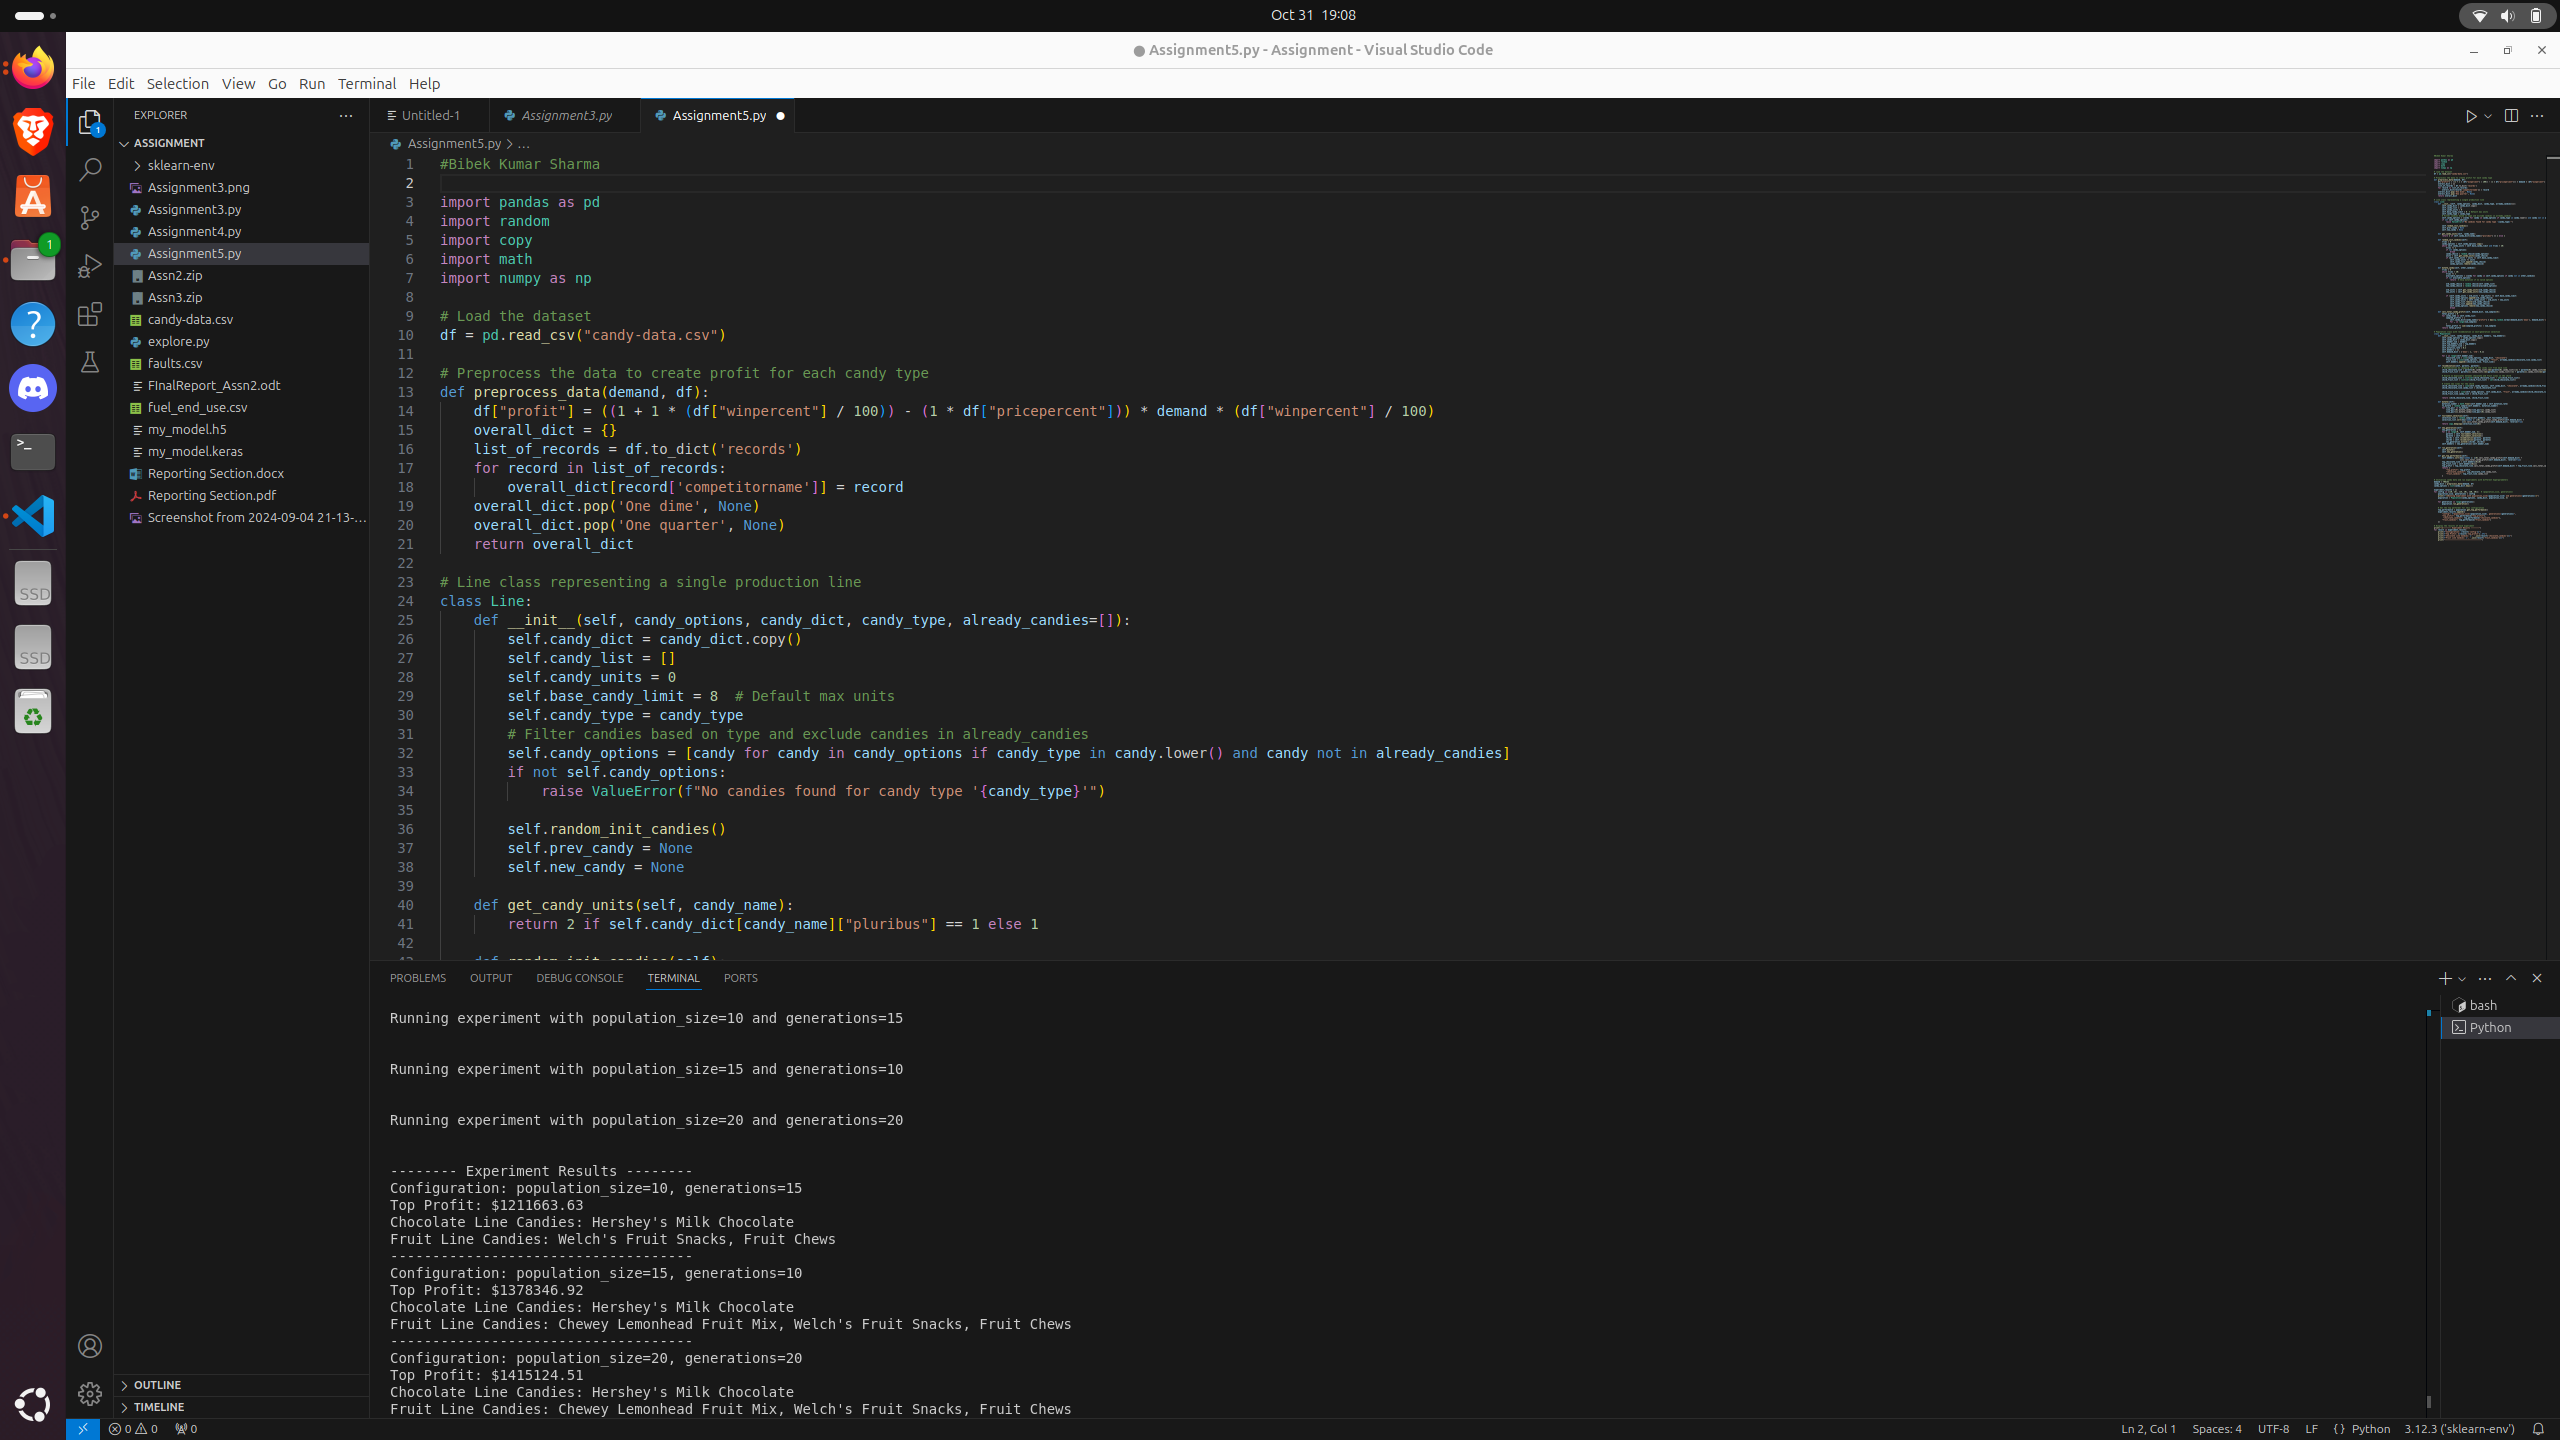 Oct 31 19:08
Assignment5.py - Assignment - Visual Studio Code
File Edit Selection View Go Run Terminal Help
1
1
EXPLORER
ASSIGNMENT
sklearn-env
Assignment3.png
Assignment3.py
Assignment4.py
Assignment5.py
Assn2.zip
Assn3.zip
candy-data.csv
explore.py
faults.csv
FInalReport_Assn2.odt
fuel_end_use.csv
my_model.h5
my_model.keras
Reporting Section.docx
Reporting Section.pdf
Screenshot from 2024-09-04 21-13-...
OUTLINE
TIMELINE
SSD
SSD
Untitled-1 Assignment3.py Assignment5.py
Assignment5.py > ...
1 #Bibek Kumar Sharma
2
3 import pandas as pd
4 import random
5 import copy
6 import math
7 import numpy as np
8
9 # Load the dataset
10 df = pd.read_csv("candy-data.csv")
11
12 # Preprocess the data to create profit for each candy type
13 def preprocess_data(demand, df):
14 df["profit"] = ((1 + 1 * (df["winpercent"] / 100)) - (1 * df["pricepercent"])) * demand * (df["winpercent"] / 100)
15 overall_dict = {}
16 list_of_records = df.to_dict('records')
17 for record in list_of_records:
18 overall_dict[record['competitorname']] = record
19 overall_dict.pop('One dime', None)
20 overall_dict.pop('One quarter', None)
21 return overall_dict
22
23 # Line class representing a single production line
24 class Line:
25 def __init__(self, candy_options, candy_dict, candy_type, already_candies=[]):
26 self.candy_dict = candy_dict.copy()
27 self.candy_list = []
28 self.candy_units = 0
29 self.base_candy_limit = 8 # Default max units
30 self.candy_type = candy_type
31 # Filter candies based on type and exclude candies in already_candies
32 self.candy_options = [candy for candy in candy_options if candy_type in candy.lower() and candy not in already_candies]
33 if not self.candy_options:
34 raise ValueError(f"No candies found for candy type '{candy_type}'")
35
36 self.random_init_candies()
37 self.prev_candy = None
38 self.new_candy = None
39
40 def get_candy_units(self, candy_name):
41 return 2 if self.candy_dict[candy_name]["pluribus"] == 1 else 1
42
PROBLEMS OUTPUT DEBUG CONSOLE TERMINAL PORTS
bash
Python
Running experiment with population_size=10 and generations=15
Running experiment with population_size=15 and generations=10
Running experiment with population_size=20 and generations=20
-------- Experiment Results --------
Configuration: population_size=10, generations=15
Top Profit: $1211663.63
Chocolate Line Candies: Hershey's Milk Chocolate
Fruit Line Candies: Welch's Fruit Snacks, Fruit Chews
------------------------------------
Configuration: population_size=15, generations=10
Top Profit: $1378346.92
Chocolate Line Candies: Hershey's Milk Chocolate
Fruit Line Candies: Chewey Lemonhead Fruit Mix, Welch's Fruit Snacks, Fruit Chews
------------------------------------
Configuration: population_size=20, generations=20
Top Profit: $1415124.51
Chocolate Line Candies: Hershey's Milk Chocolate
Fruit Line Candies: Chewey Lemonhead Fruit Mix, Welch's Fruit Snacks, Fruit Chews
0 0 0 Ln 2, Col 1 Spaces: 4 UTF-8 LF {} Python 3.12.3 ('sklearn-env')